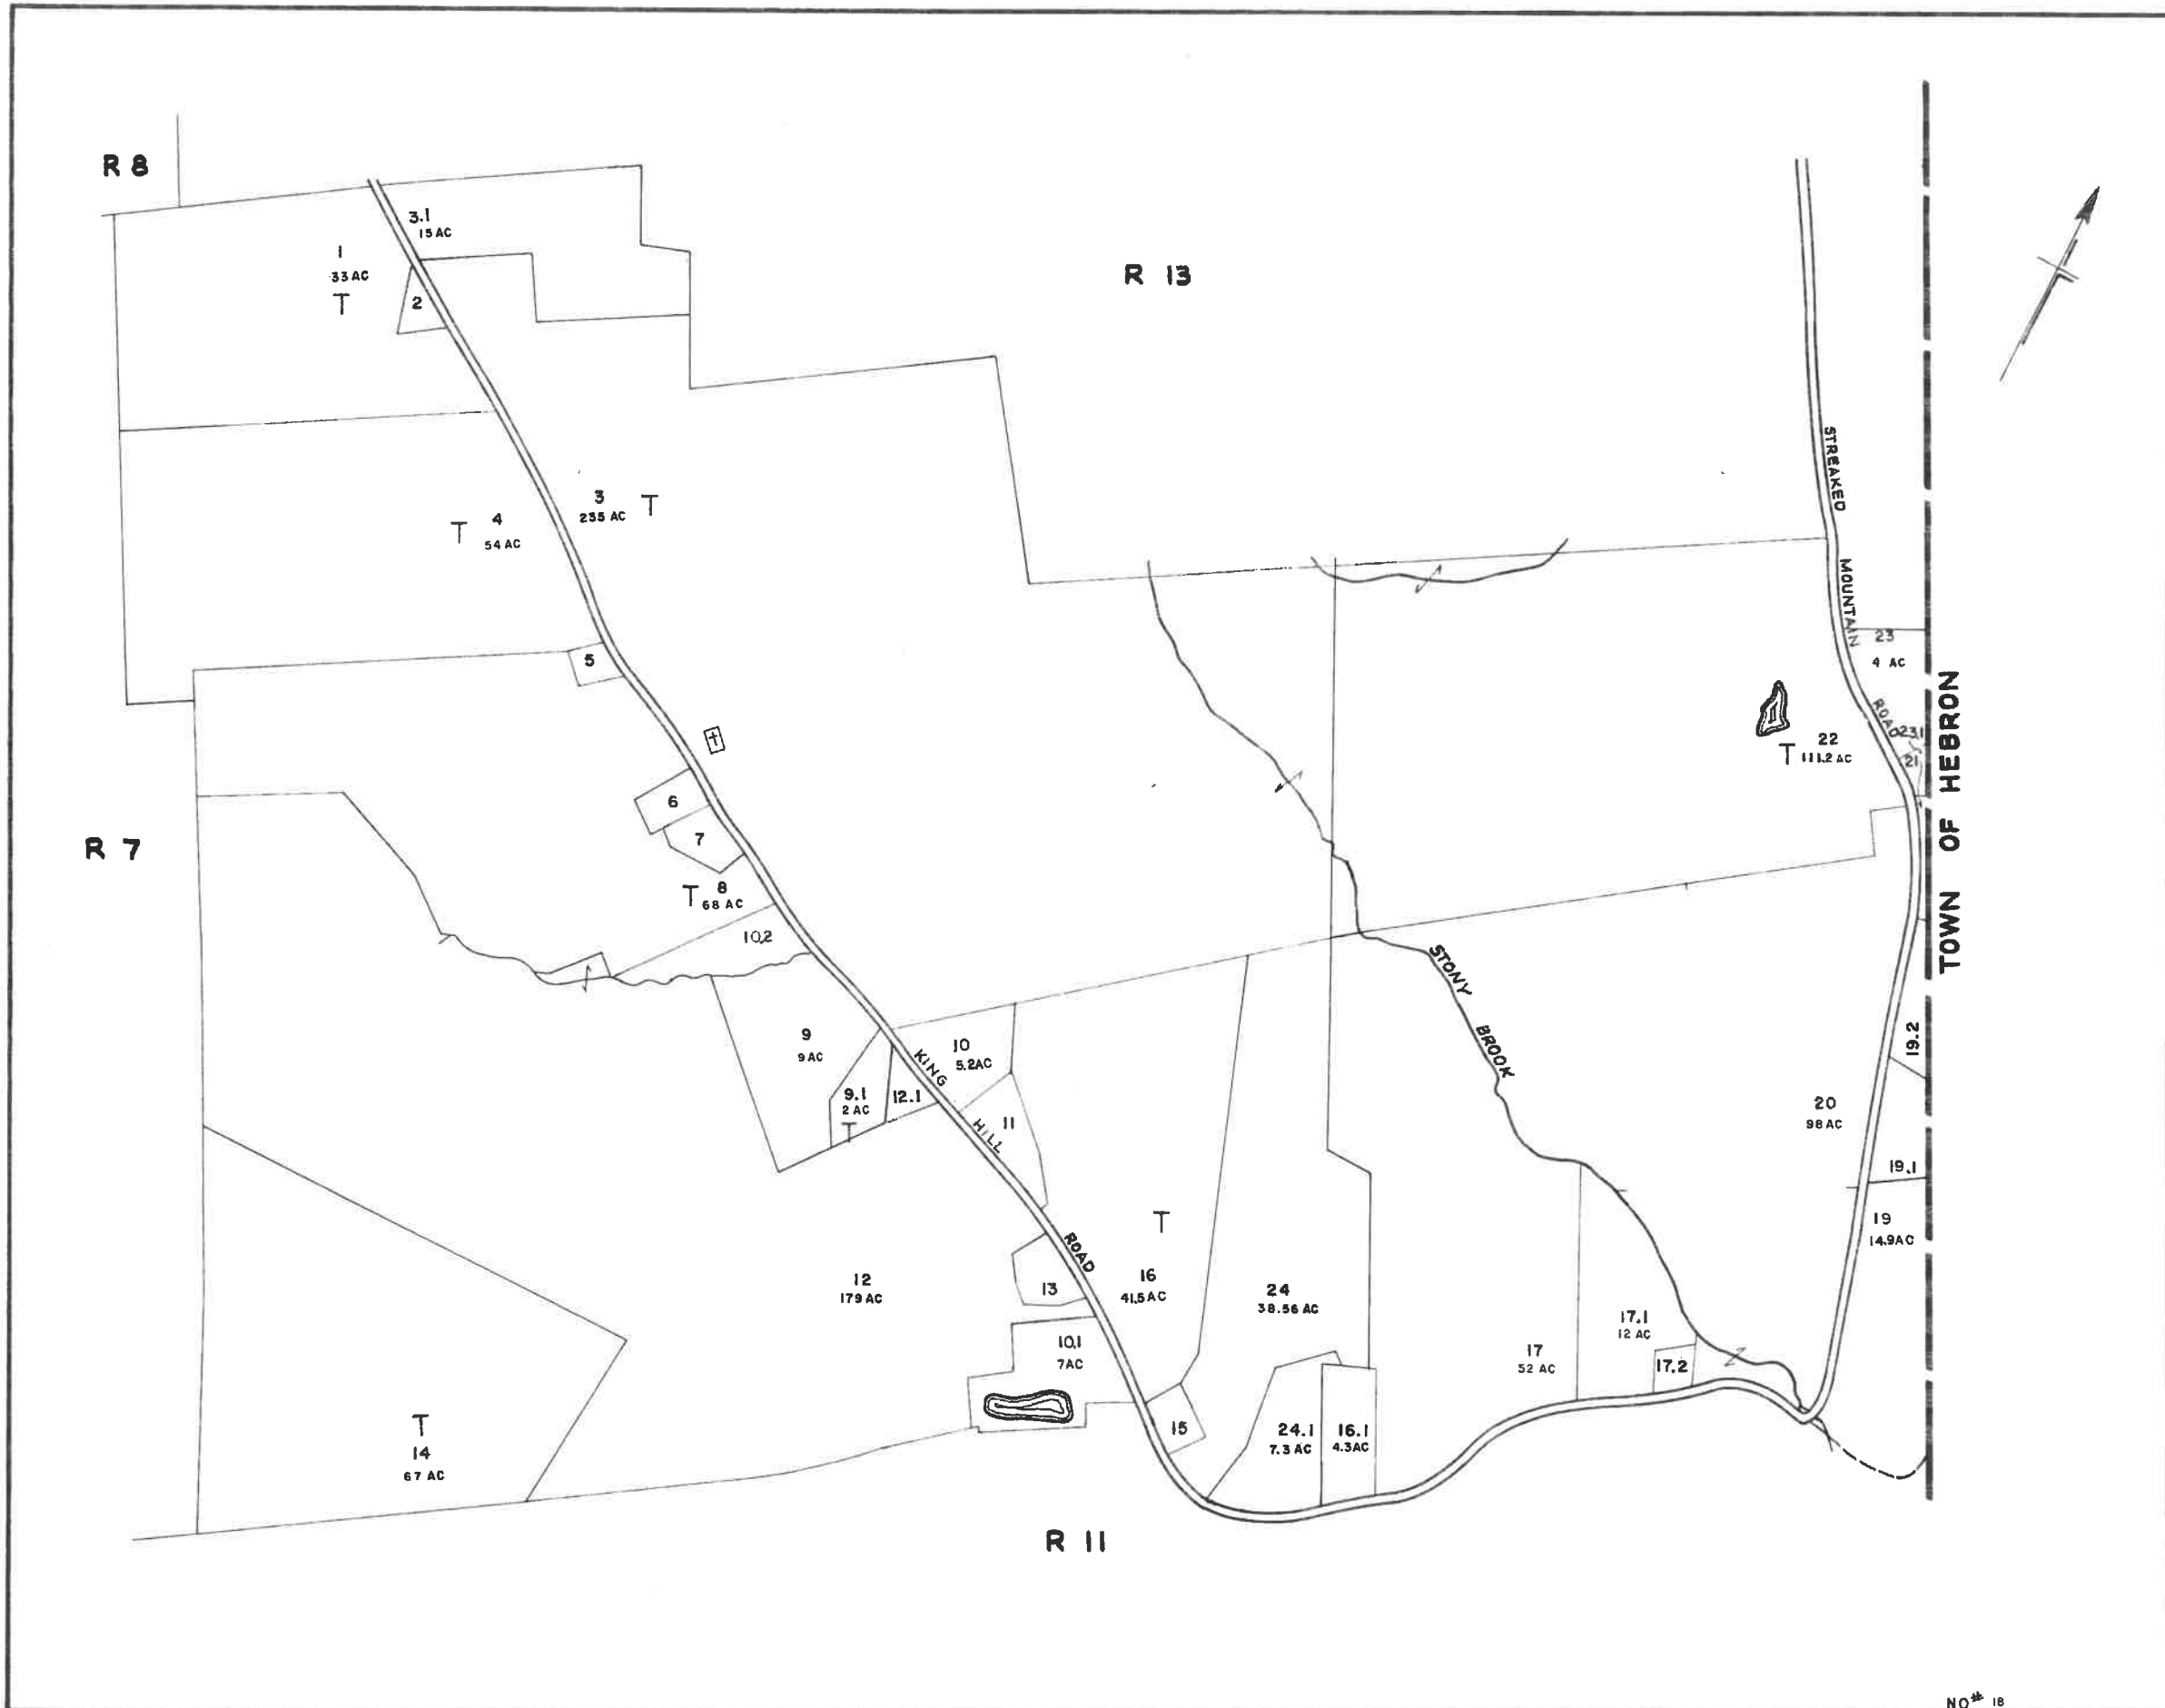 R 8
3.1
15 AC
1
33 AC
T
2
R 13
3
235 AC
T
4
54 AC
T
STREAKED
MOUNTAIN
ROAD
23
4 AC
23.1
21
22
111.2 AC
T
TOWN OF HEBRON
5
6
7
R 7
8
68 AC
T
10.2
STONY
BROOK
9
9 AC
9.1
2 AC
T
12.1
KING
HILL
ROAD
10
5.2 AC
11
19.2
20
98 AC
19.1
19
14.9 AC
T
16
41.5 AC
13
12
179 AC
24
38.56 AC
10.1
7 AC
17
52 AC
17.1
12 AC
17.2
T
14
67 AC
15
24.1
7.3 AC
16.1
4.3 AC
R 11
NO# 18